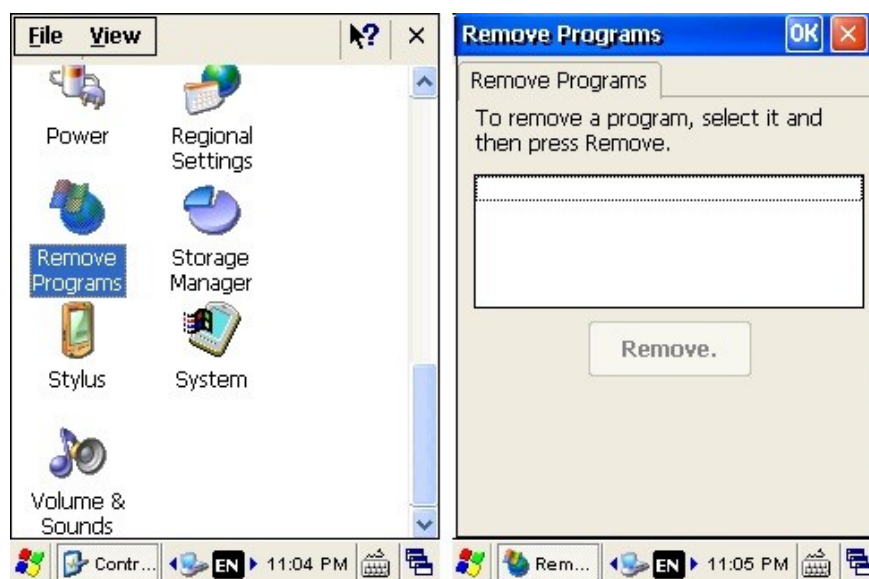 File View
?
×
Power
Regional
Settings
Remove
Programs
Storage
Manager
Stylus
System
Volume &
Sounds
Contr...
EN
11:04 PM
Remove Programs
OK
×
Remove Programs
To remove a program, select it and
then press Remove.
Remove.
Rem...
EN
11:05 PM